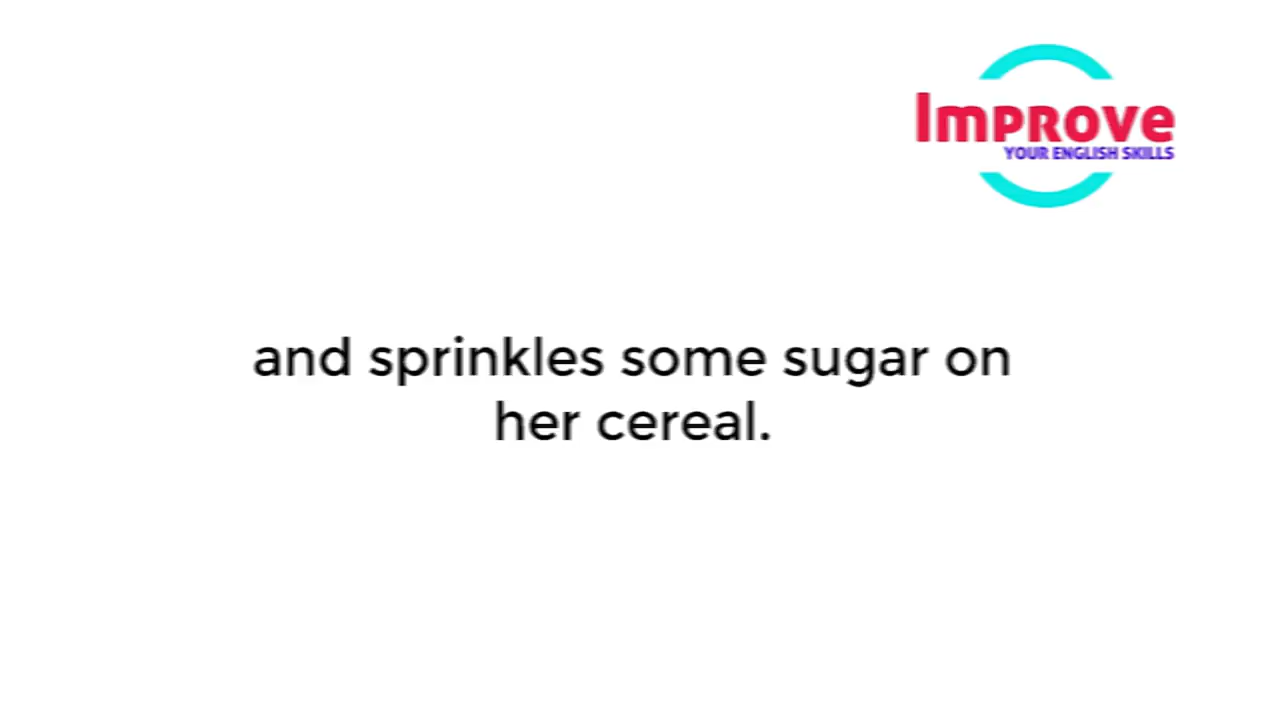 Improve
YOUR ENGLISH SKILLS
and sprinkles some sugar on
her cereal.